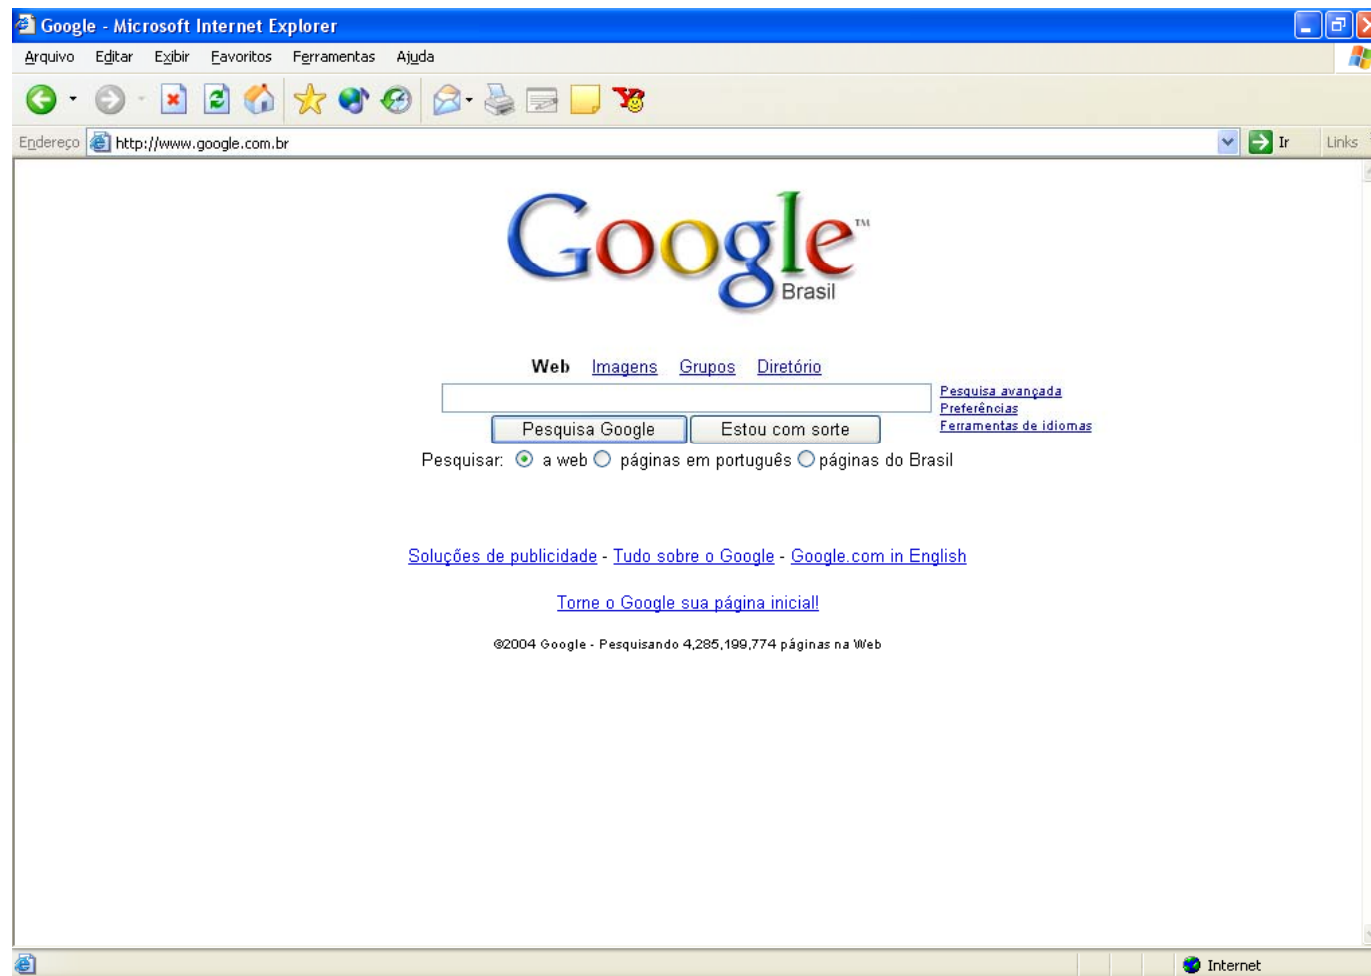 Google - Microsoft Internet Explorer
Arquivo Editar Exibir Favoritos Ferramentas Ajuda
Endereço http://www.google.com.br Ir Links
Google™
Brasil
Web Imagens Grupos Diretório
Pesquisa avançada
Preferências
Ferramentas de idiomas
Pesquisa Google Estou com sorte
Pesquisar: a web páginas em português páginas do Brasil
Soluções de publicidade - Tudo sobre o Google - Google.com in English
Torne o Google sua página inicial!
©2004 Google - Pesquisando 4,285,199,774 páginas na Web
Internet